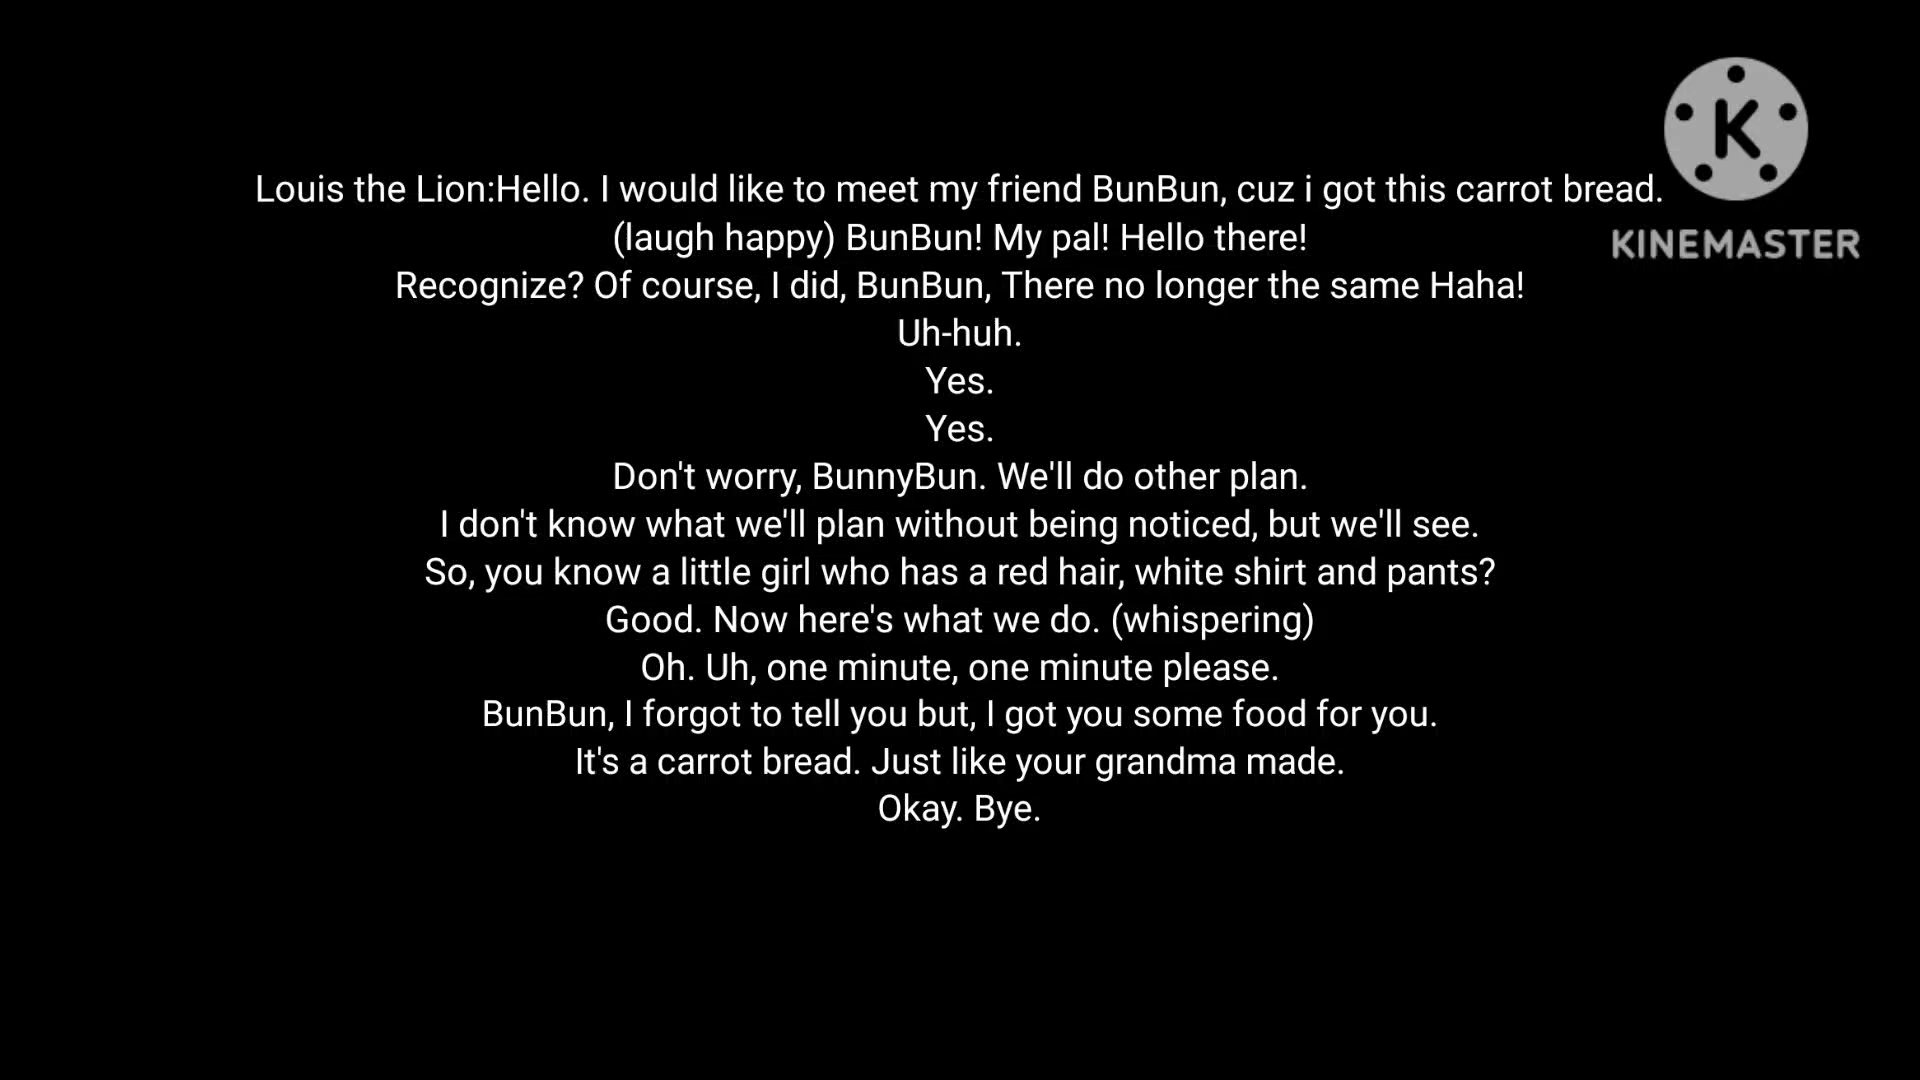 Louis the Lion:Hello. I would like to meet my friend BunBun, cuz i got this carrot bread.
(laugh happy) BunBun! My pal! Hello there!
Recognize? Of course, I did, BunBun, There no longer the same Haha!
Uh-huh.
Yes.
Yes.
Don't worry, BunnyBun. We'll do other plan.
I don't know what we'll plan without being noticed, but we'll see.
So, you know a little girl who has a red hair, white shirt and pants?
Good. Now here's what we do. (whispering)
Oh. Uh, one minute, one minute please.
BunBun, I forgot to tell you but, I got you some food for you.
It's a carrot bread. Just like your grandma made.
Okay. Bye.
K
KINEMASTER